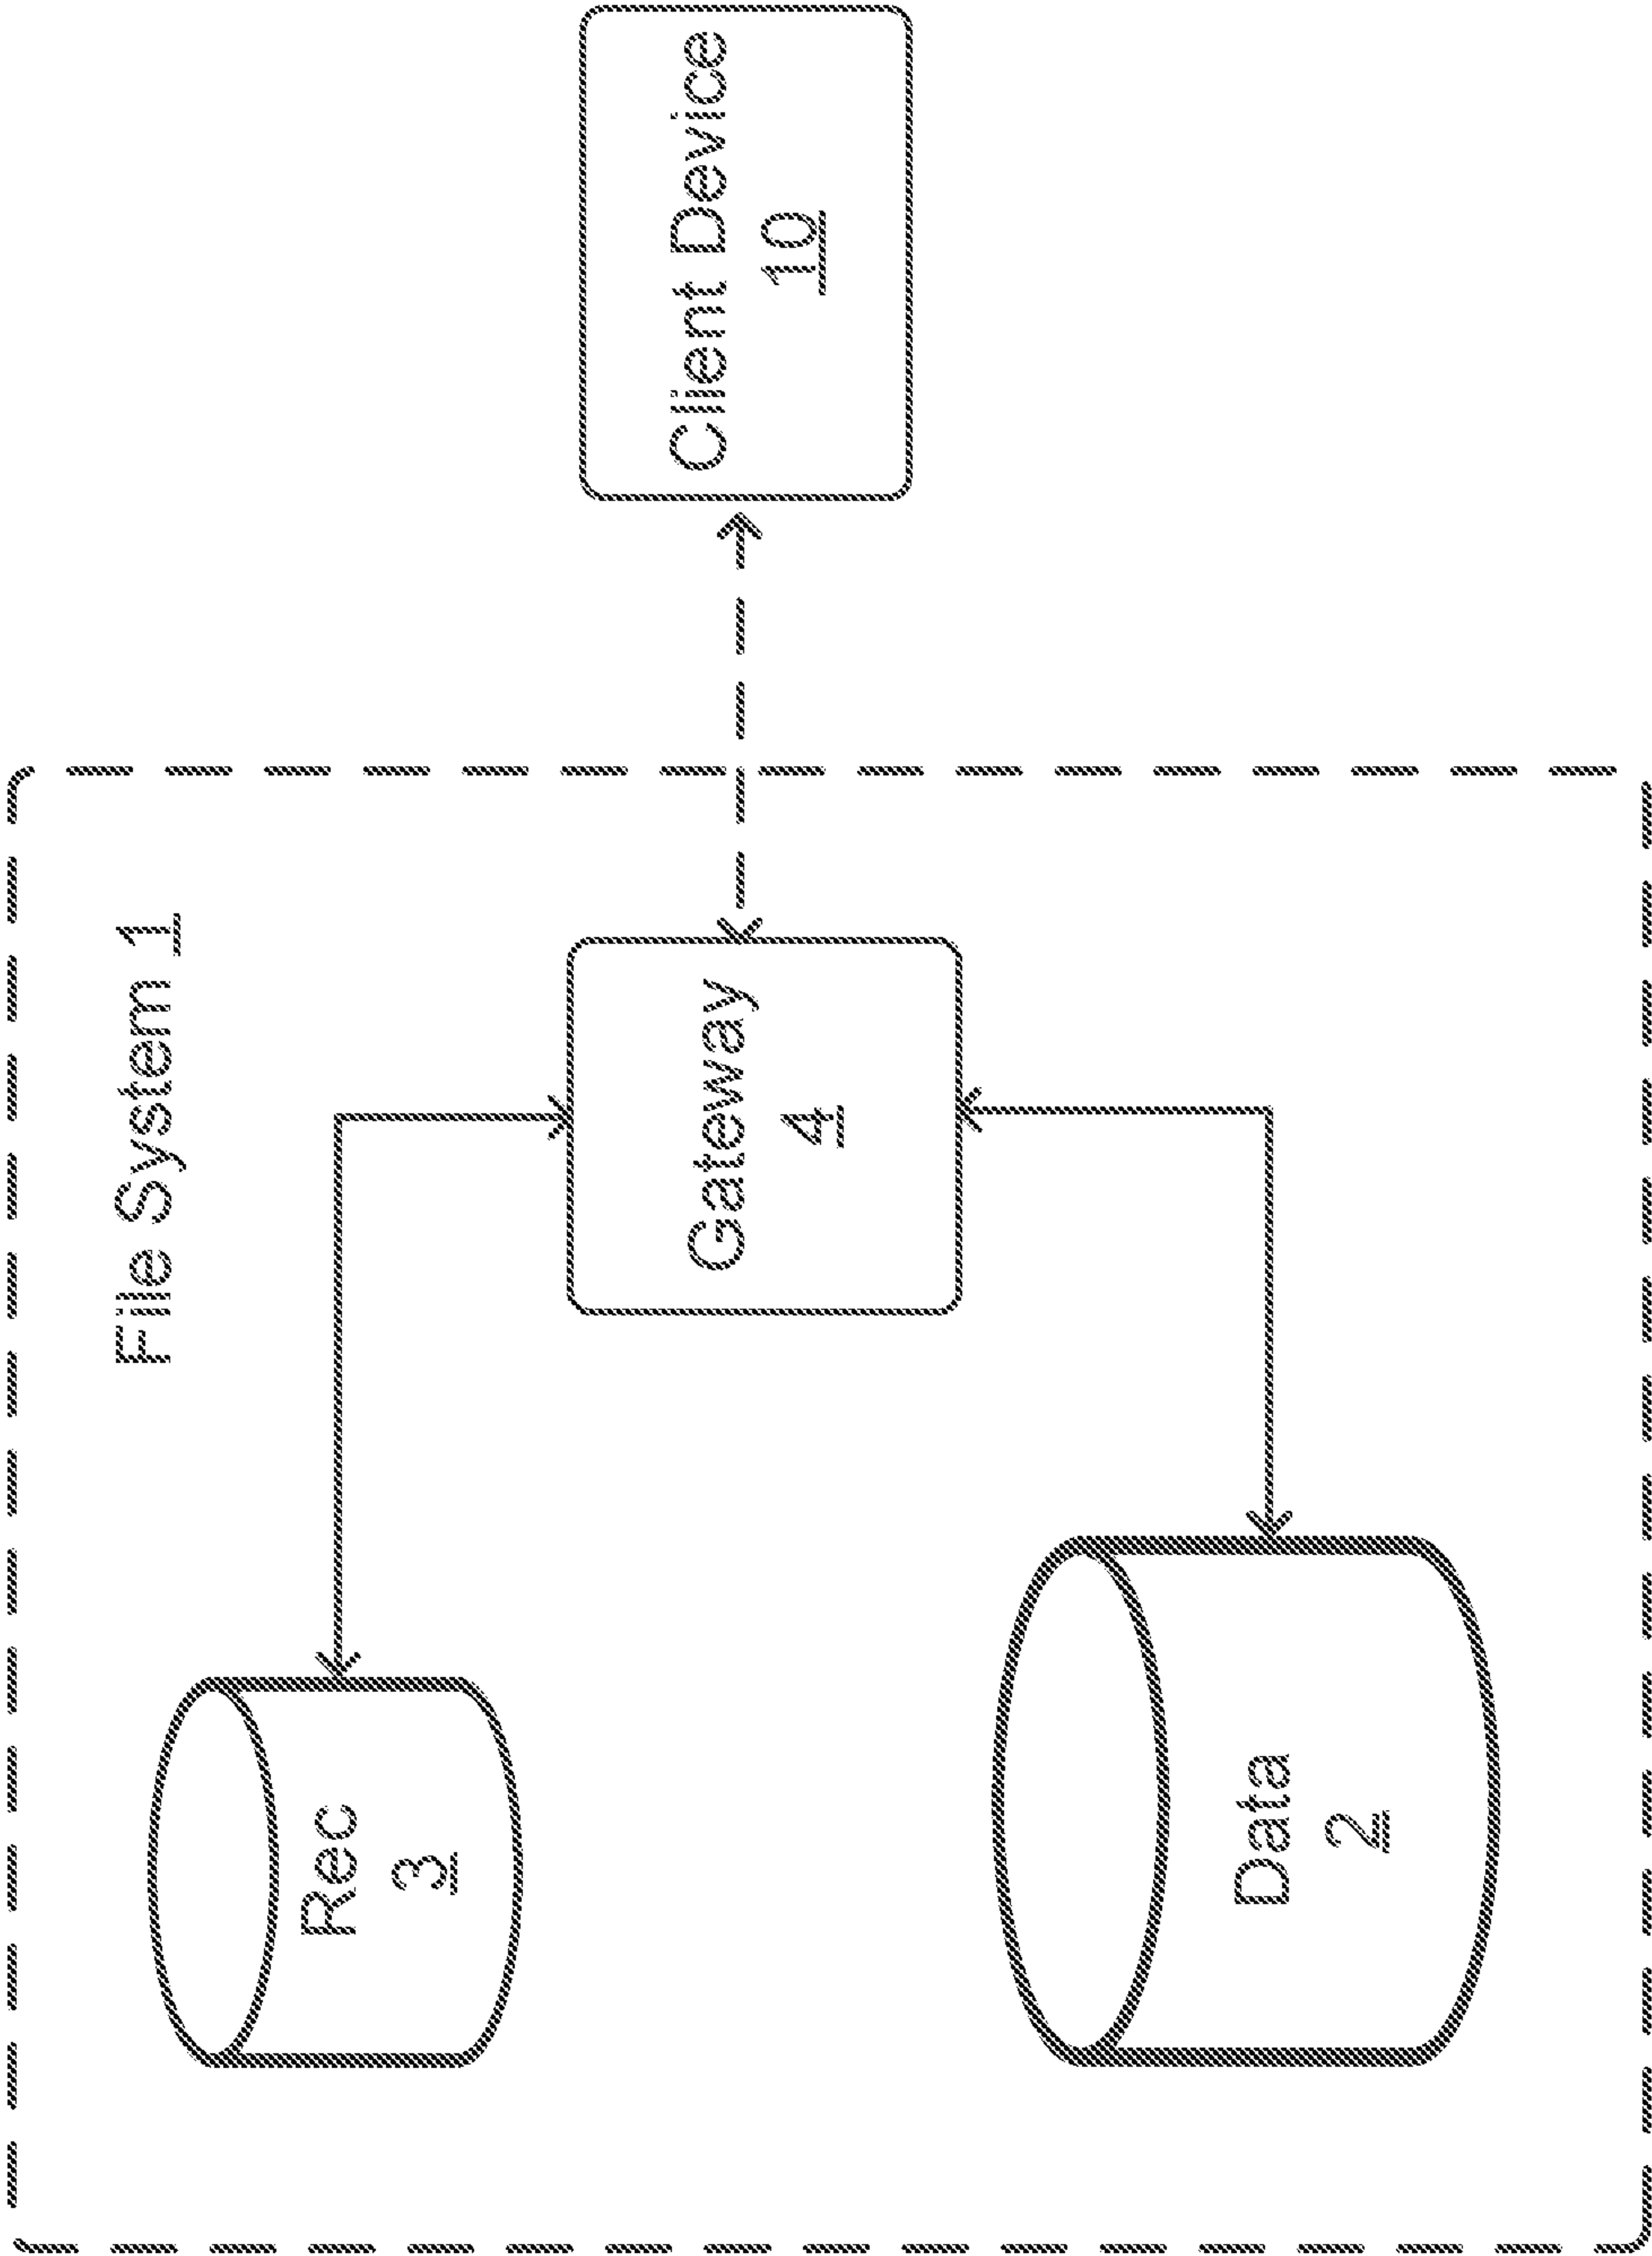 File System 1
Rec
3
Gateway
4
Client Device
10
Data
2